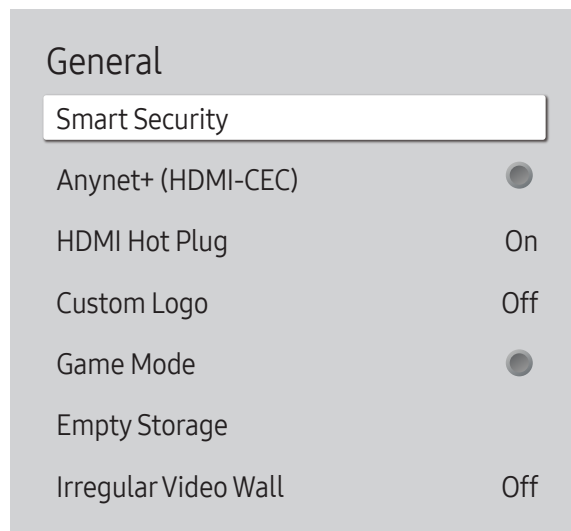 General
Smart Security
Anynet+ (HDMI-CEC)
HDMI Hot Plug On
Custom Logo Off
Game Mode
Empty Storage
Irregular Video Wall Off